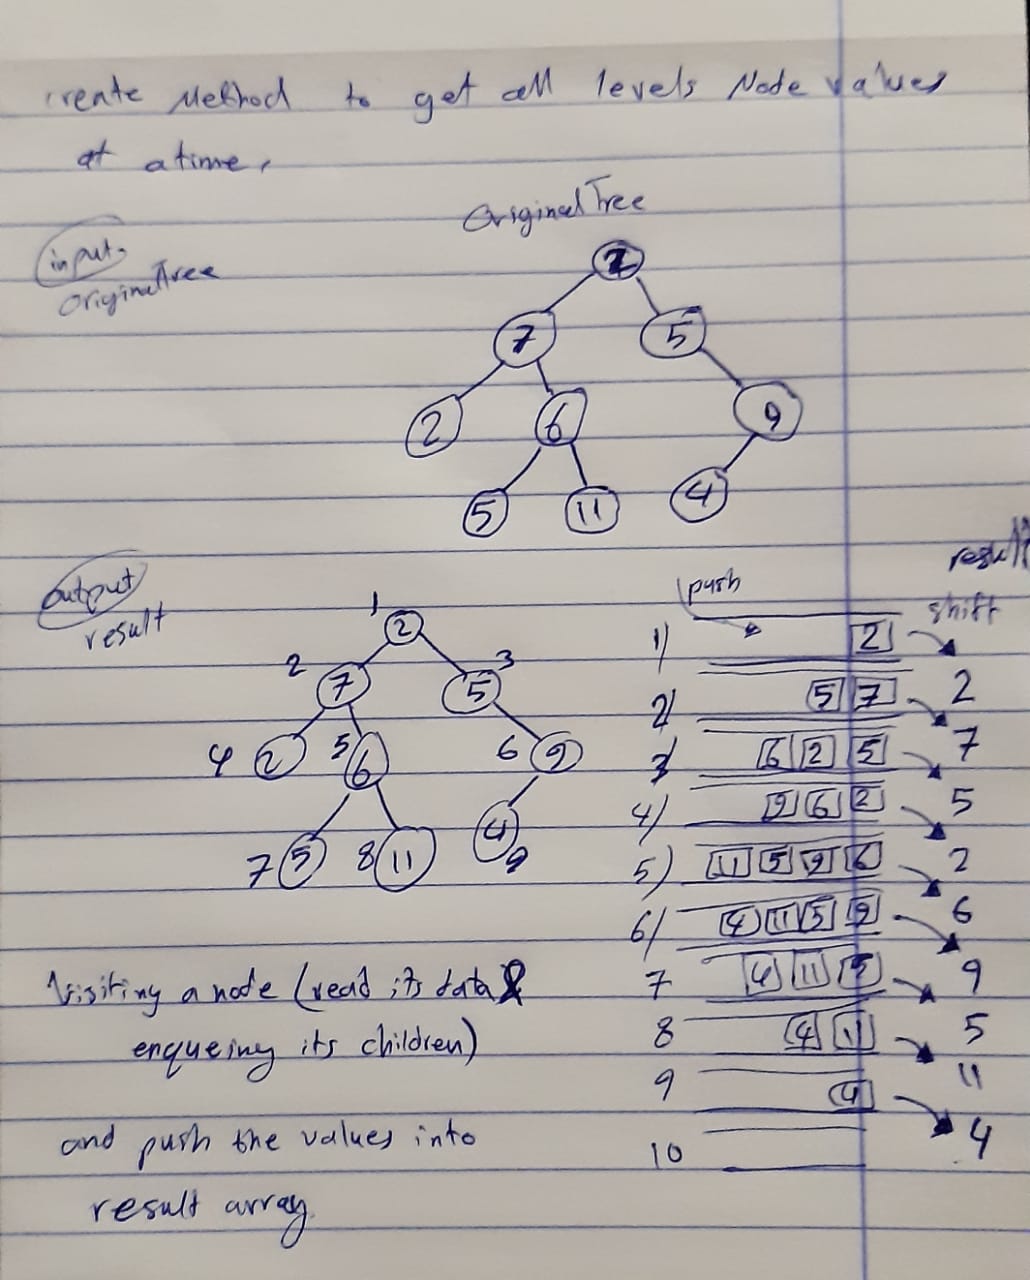 create Method to get all levels Node values
at a time,
Original Tree
input
Original Tree
2
7 5
2 6 9
5 11 4
output
result
1
2
2 7 5 3
4 2 5 6 6 9
7 5 8 11 4 9
push
result
shift
1) 2
2) 5 7 2
3) 6 2 5 7
4) 9 6 2 5
5) 11 5 9 6 2
6) 4 11 5 9 6
7 4 11 5 9
8 4 11 5
9 4 11
10 4
Visiting a node (read its data &
enqueing its children)
and push the values into
result array.